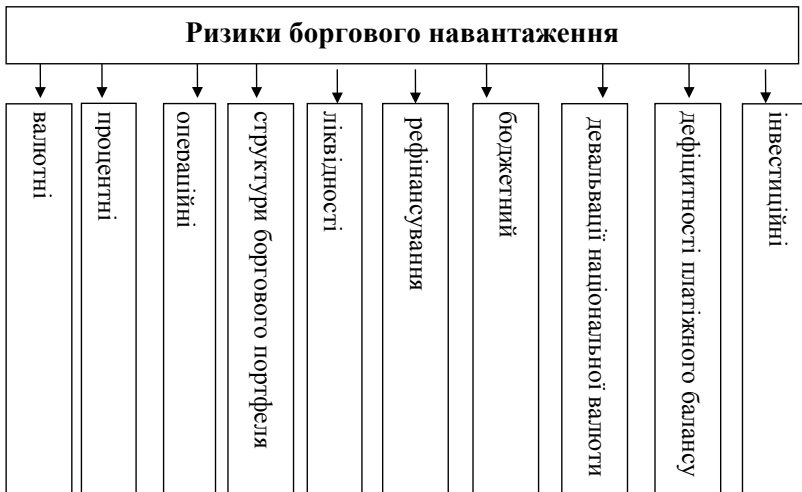 Ризики боргового навантаження
валютні
процентні
операційні
структури боргового портфеля
ліквідності
рефінансування
бюджетний
девальвації національної валюти
дефіцитності платіжного балансу
інвестиційні